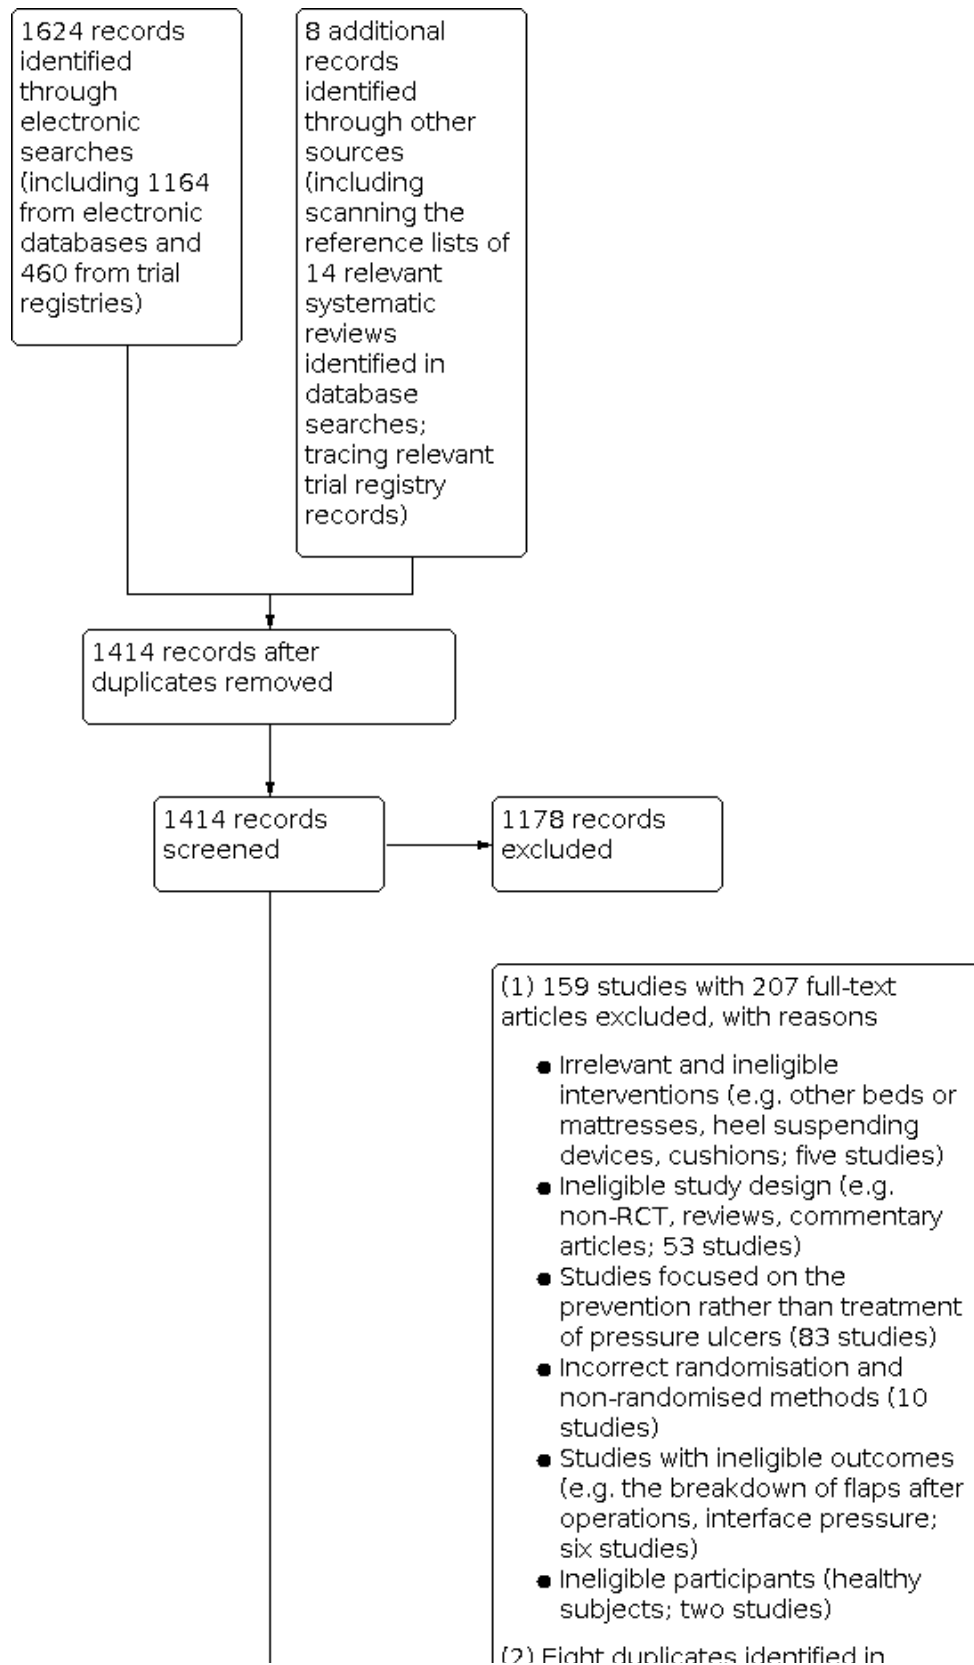 1624 records
identified
through
electronic
searches
(including 1164
from electronic
databases and
460 from trial
registries)
8 additional
records
identified
through other
sources
(including
scanning the
reference lists of
14 relevant
systematic
reviews
identified in
database
searches;
tracing relevant
trial registry
records)
1414 records after
duplicates removed
1414 records
screened
1178 records
excluded
(1) 159 studies with 207 full-text
articles excluded, with reasons
● Irrelevant and ineligible
interventions (e.g. other beds or
mattresses, heel suspending
devices, cushions; five studies)
● Ineligible study design (e.g.
non-RCT, reviews, commentary
articles; 53 studies)
● Studies focused on the
prevention rather than treatment
of pressure ulcers (83 studies)
● Incorrect randomisation and
non-randomised methods (10
studies)
● Studies with ineligible outcomes
(e.g. the breakdown of flaps after
operations, interface pressure;
six studies)
● Ineligible participants (healthy
subjects; two studies)
(2) Eight duplicates identified in